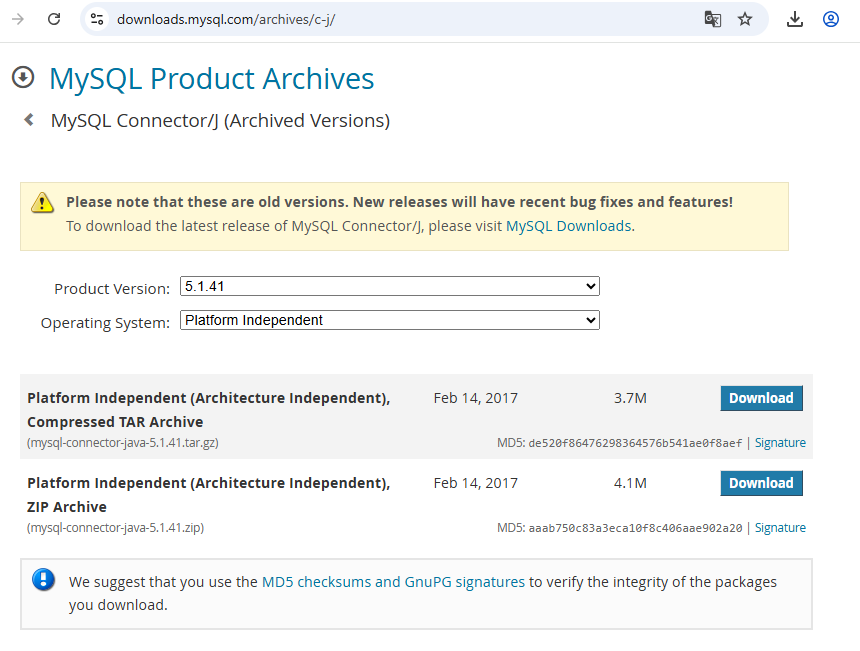 downloads.mysql.com/archives/c-j/
MySQL Product Archives
MySQL Connector/J (Archived Versions)
Please note that these are old versions. New releases will have recent bug fixes and features!
To download the latest release of MySQL Connector/J, please visit MySQL Downloads.
Product Version: 5.1.41
Operating System: Platform Independent
Platform Independent (Architecture Independent), Feb 14, 2017 3.7M Download
Compressed TAR Archive
(mysql-connector-java-5.1.41.tar.gz) MD5: de520f86476298364576b541ae0f8aef | Signature
Platform Independent (Architecture Independent), Feb 14, 2017 4.1M Download
ZIP Archive
(mysql-connector-java-5.1.41.zip) MD5: aaab750c83a3eca10f8c406aae902a20 | Signature
We suggest that you use the MD5 checksums and GnuPG signatures to verify the integrity of the packages
you download.